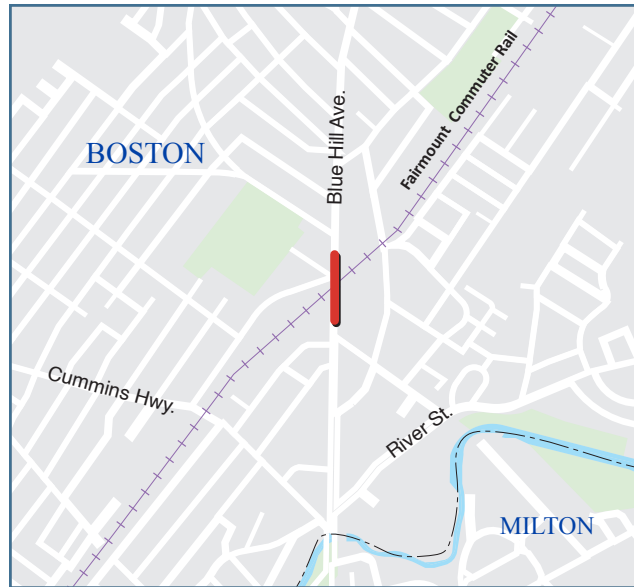 Fairmount Commuter Rail
Blue Hill Ave.
BOSTON
Cummins Hwy.
River St.
MILTON